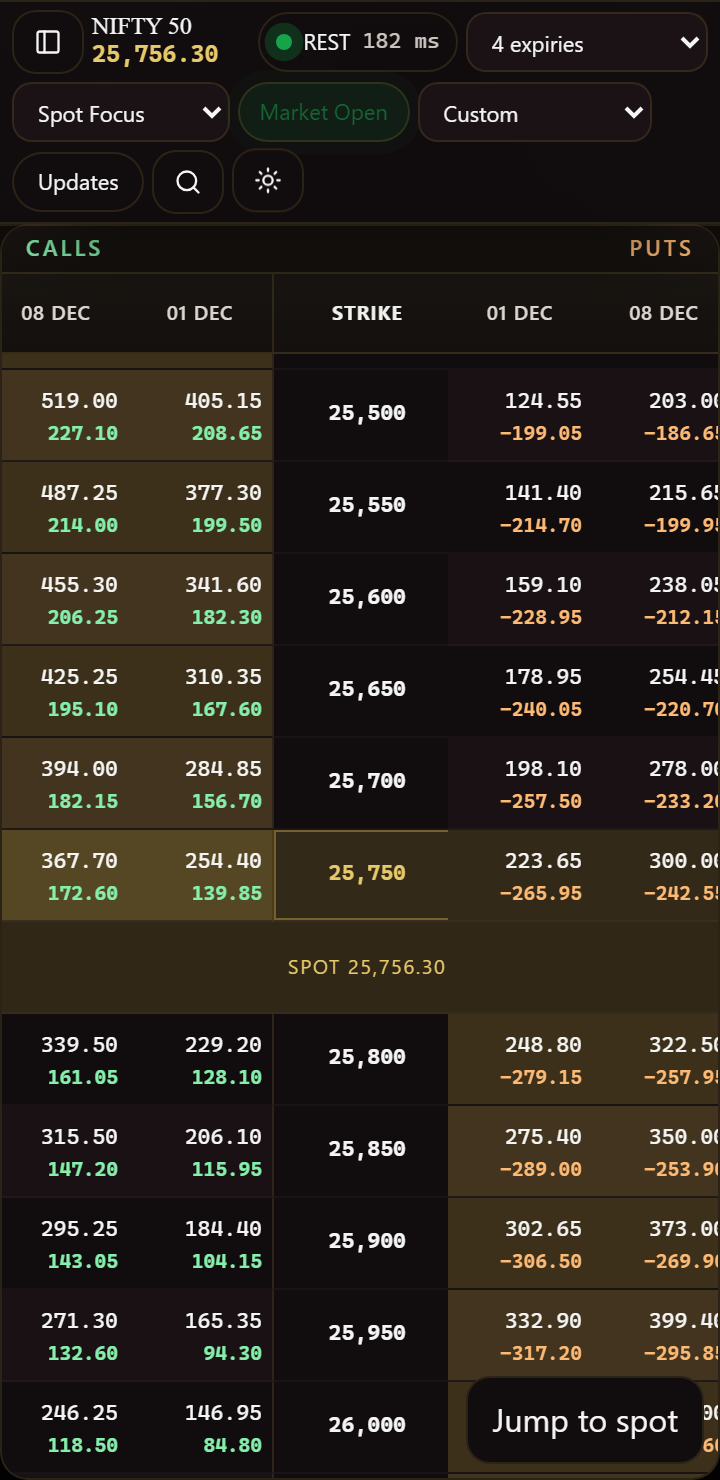 NIFTY 50
25,756.30
REST 182 ms
4 expiries
Spot Focus
Market Open
Custom
Updates
CALLS PUTS
08 DEC 01 DEC STRIKE 01 DEC 08 DEC
519.00 405.15 25,500 124.55
227.10 208.65 −199.05
487.25 377.30 25,550 141.40
214.00 199.50 −214.70
455.30 341.60 25,600 159.10
206.25 182.30 −228.95
425.25 310.35 25,650 178.95
195.10 167.60 −240.05
394.00 284.85 25,700 198.10
182.15 156.70 −257.50
367.70 254.40 25,750 223.65
172.60 139.85 −265.95
SPOT 25,756.30
339.50 229.20 25,800 248.80
161.05 128.10 −279.15
315.50 206.10 25,850 275.40
147.20 115.95 −289.00
295.25 184.40 25,900 302.65
143.05 104.15 −306.50
271.30 165.35 25,950 332.90
132.60 94.30 −317.20
246.25 146.95 26,000
118.50 84.80
Jump to spot